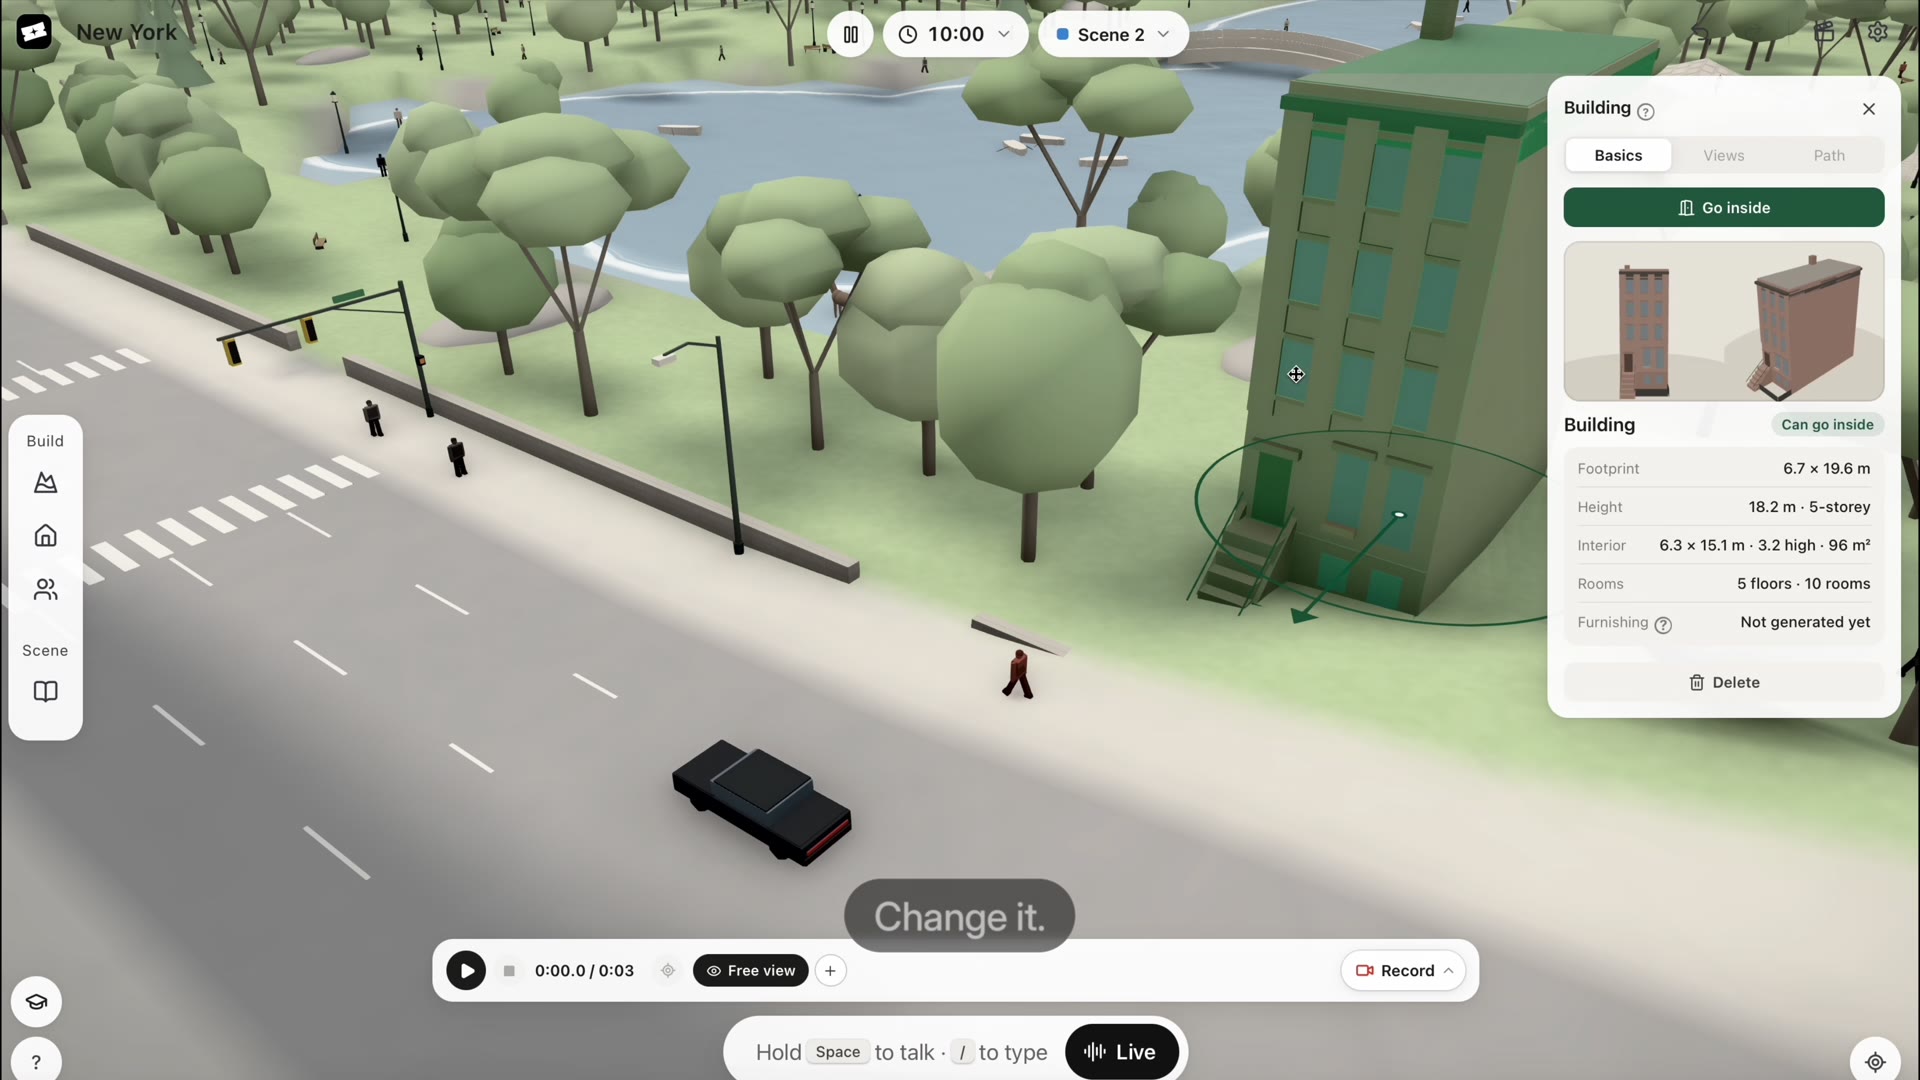 New York
10:00
Scene 2
Building ?
Basics
Views
Path
Go inside
Building
Can go inside
Footprint
6.7 × 19.6 m
Height
18.2 m · 5-storey
Interior
6.3 × 15.1 m · 3.2 high · 96 m²
Rooms
5 floors · 10 rooms
Furnishing ?
Not generated yet
Delete
Build
Scene
Change it.
0:00.0 / 0:03
Free view
+
Record
Hold Space to talk · / to type
Live
?